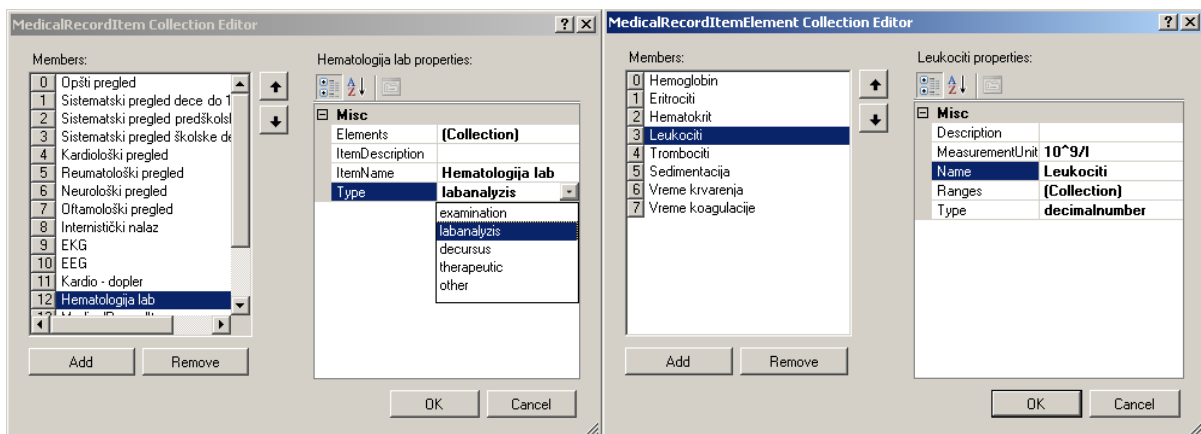 MedicalRecordItem Collection Editor
Members:
0 Opšti pregled
1 Sistematski pregled dece do 1
2 Sistematski pregled predškols
3 Sistematski pregled školske de
4 Kardiološki pregled
5 Reumatološki pregled
6 Neurološki pregled
7 Oftamološki pregled
8 Internistički nalaz
9 EKG
10 EEG
11 Kardio - dopler
12 Hematologija lab
Add Remove
Hematologija lab properties:
Misc
Elements (Collection)
ItemDescription
ItemName Hematologija lab
Type labanalyzis
examination
labanalyzis
decursus
therapeutic
other
OK Cancel
MedicalRecordItemElement Collection Editor
Members:
0 Hemoglobin
1 Eritrociti
2 Hematokrit
3 Leukociti
4 Trombociti
5 Sedimentacija
6 Vreme krvarenja
7 Vreme koagulacije
Add Remove
Leukociti properties:
Misc
Description
MeasurementUnit 10^9/l
Name Leukociti
Ranges (Collection)
Type decimalnumber
OK Cancel